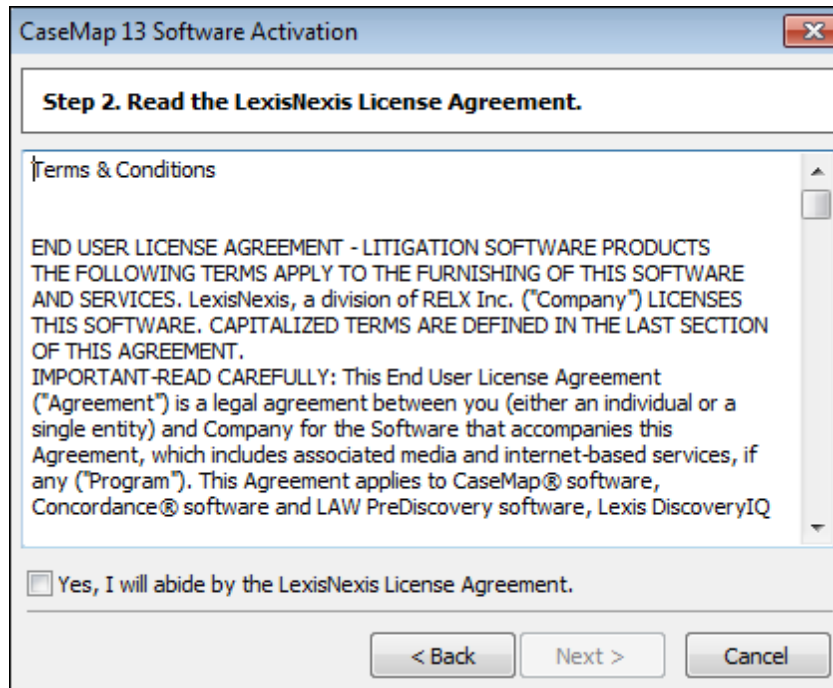 CaseMap 13 Software Activation
Step 2. Read the LexisNexis License Agreement.
Terms & Conditions
END USER LICENSE AGREEMENT - LITIGATION SOFTWARE PRODUCTS
THE FOLLOWING TERMS APPLY TO THE FURNISHING OF THIS SOFTWARE
AND SERVICES. LexisNexis, a division of RELX Inc. ("Company") LICENSES
THIS SOFTWARE. CAPITALIZED TERMS ARE DEFINED IN THE LAST SECTION
OF THIS AGREEMENT.
IMPORTANT-READ CAREFULLY: This End User License Agreement
("Agreement") is a legal agreement between you (either an individual or a
single entity) and Company for the Software that accompanies this
Agreement, which includes associated media and internet-based services, if
any ("Program"). This Agreement applies to CaseMap® software,
Concordance® software and LAW PreDiscovery software, Lexis DiscoveryIQ
Yes, I will abide by the LexisNexis License Agreement.
< Back Next > Cancel